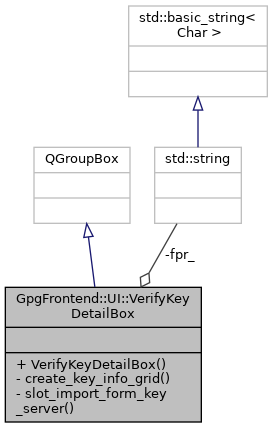 std::basic_string<
Char >
QGroupBox
std::string
-fpr_
GpgFrontend::UI::VerifyKey
DetailBox
+ VerifyKeyDetailBox()
- create_key_info_grid()
- slot_import_form_key
_server()